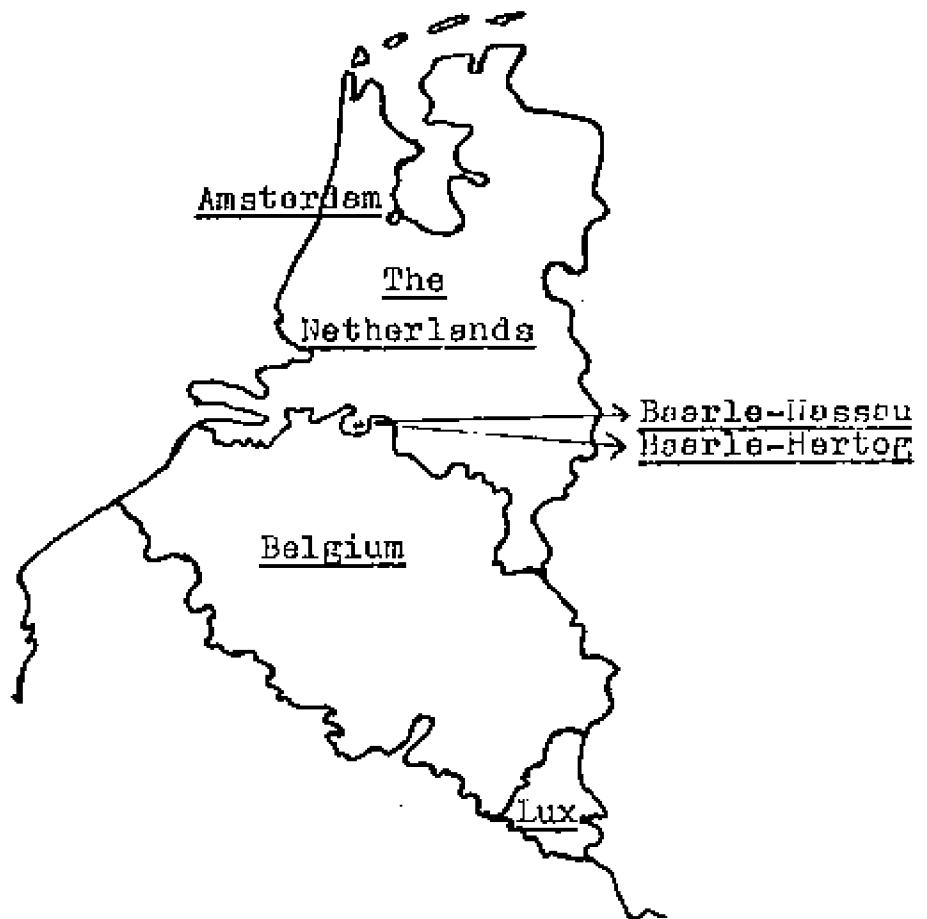 Amsterdam
The
Netherlands
Baarle-Nassau
Baarle-Hertog
Belgium
Lux